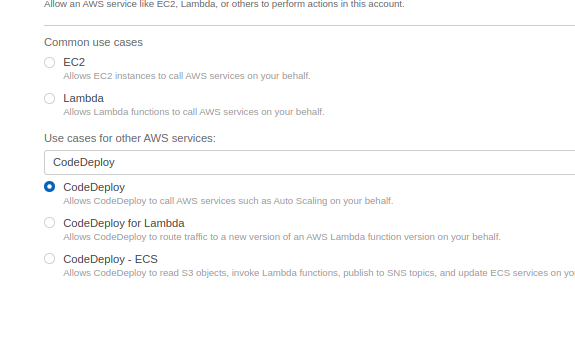 Allow an AWS service like EC2, Lambda, or others to perform actions in this account.
Common use cases
EC2
Allows EC2 instances to call AWS services on your behalf.
Lambda
Allows Lambda functions to call AWS services on your behalf.
Use cases for other AWS services:
CodeDeploy
CodeDeploy
Allows CodeDeploy to call AWS services such as Auto Scaling on your behalf.
CodeDeploy for Lambda
Allows CodeDeploy to route traffic to a new version of an AWS Lambda function version on your behalf.
CodeDeploy - ECS
Allows CodeDeploy to read S3 objects, invoke Lambda functions, publish to SNS topics, and update ECS services on